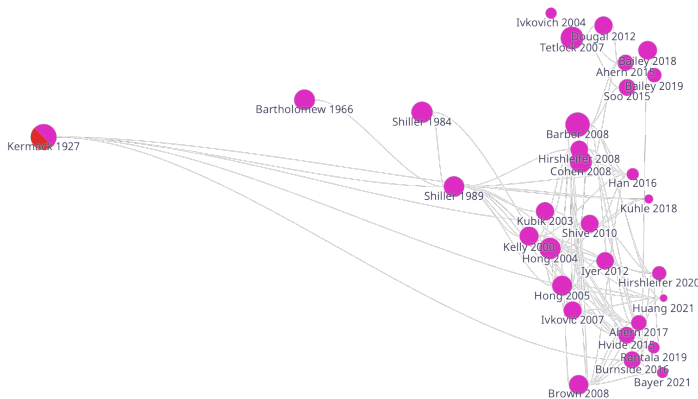 Ivkovich 2004
Dougal 2012
Tetlock 2007
Bailey 2018
Ahern 2015
Bailey 2019
Soo 2015
Bartholomew 1966
Shiller 1984
Barber 2008
Kermack 1927
Hirshleifer 2008
Cohen 2008
Han 2016
Shiller 1989
Kuhle 2018
Kubik 2003
Shive 2010
Kelly 2000
Hong 2004
Iyer 2012
Hirshleifer 2020
Hong 2005
Huang 2021
Ivković 2007
Ahern 2017
Hvide 2015
Rantala 2019
Burnside 2016
Bayer 2021
Brown 2008